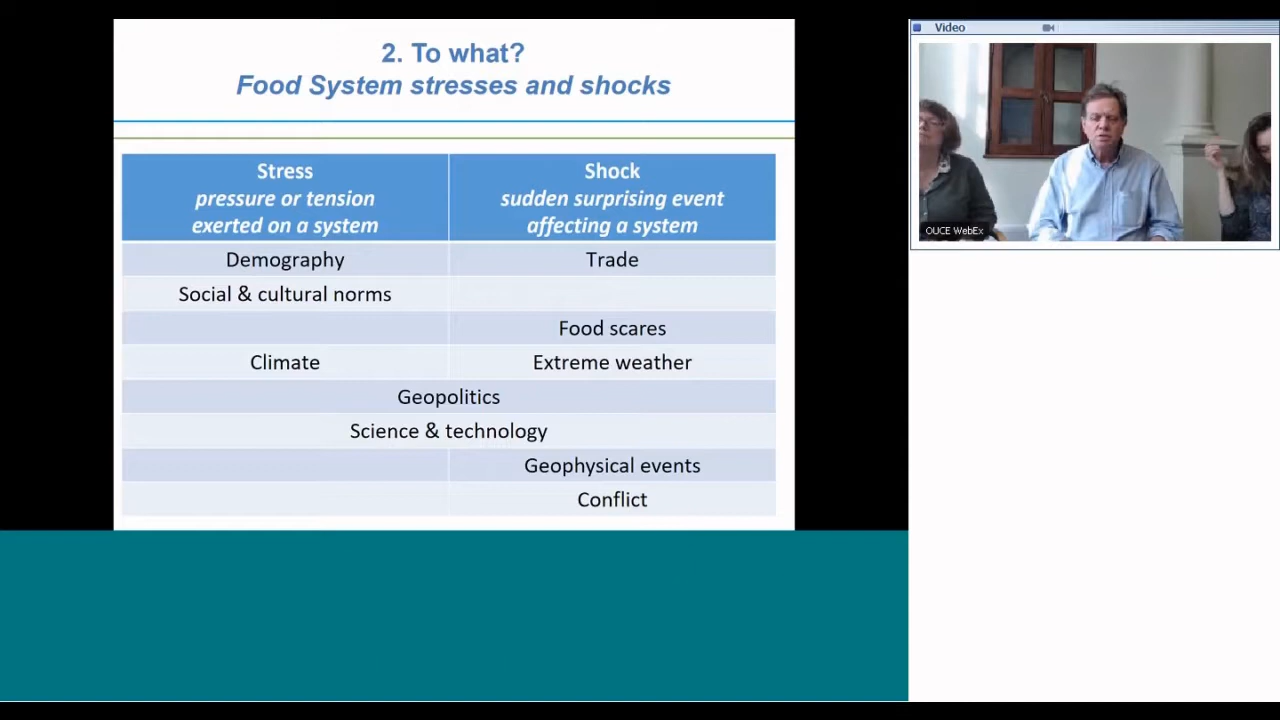 2. To what?
Food System stresses and shocks
Stress
pressure or tension
exerted on a system
Shock
sudden surprising event
affecting a system
Demography
Trade
Social & cultural norms
Food scares
Climate
Extreme weather
Geopolitics
Science & technology
Geophysical events
Conflict
Video
OUCE WebEx